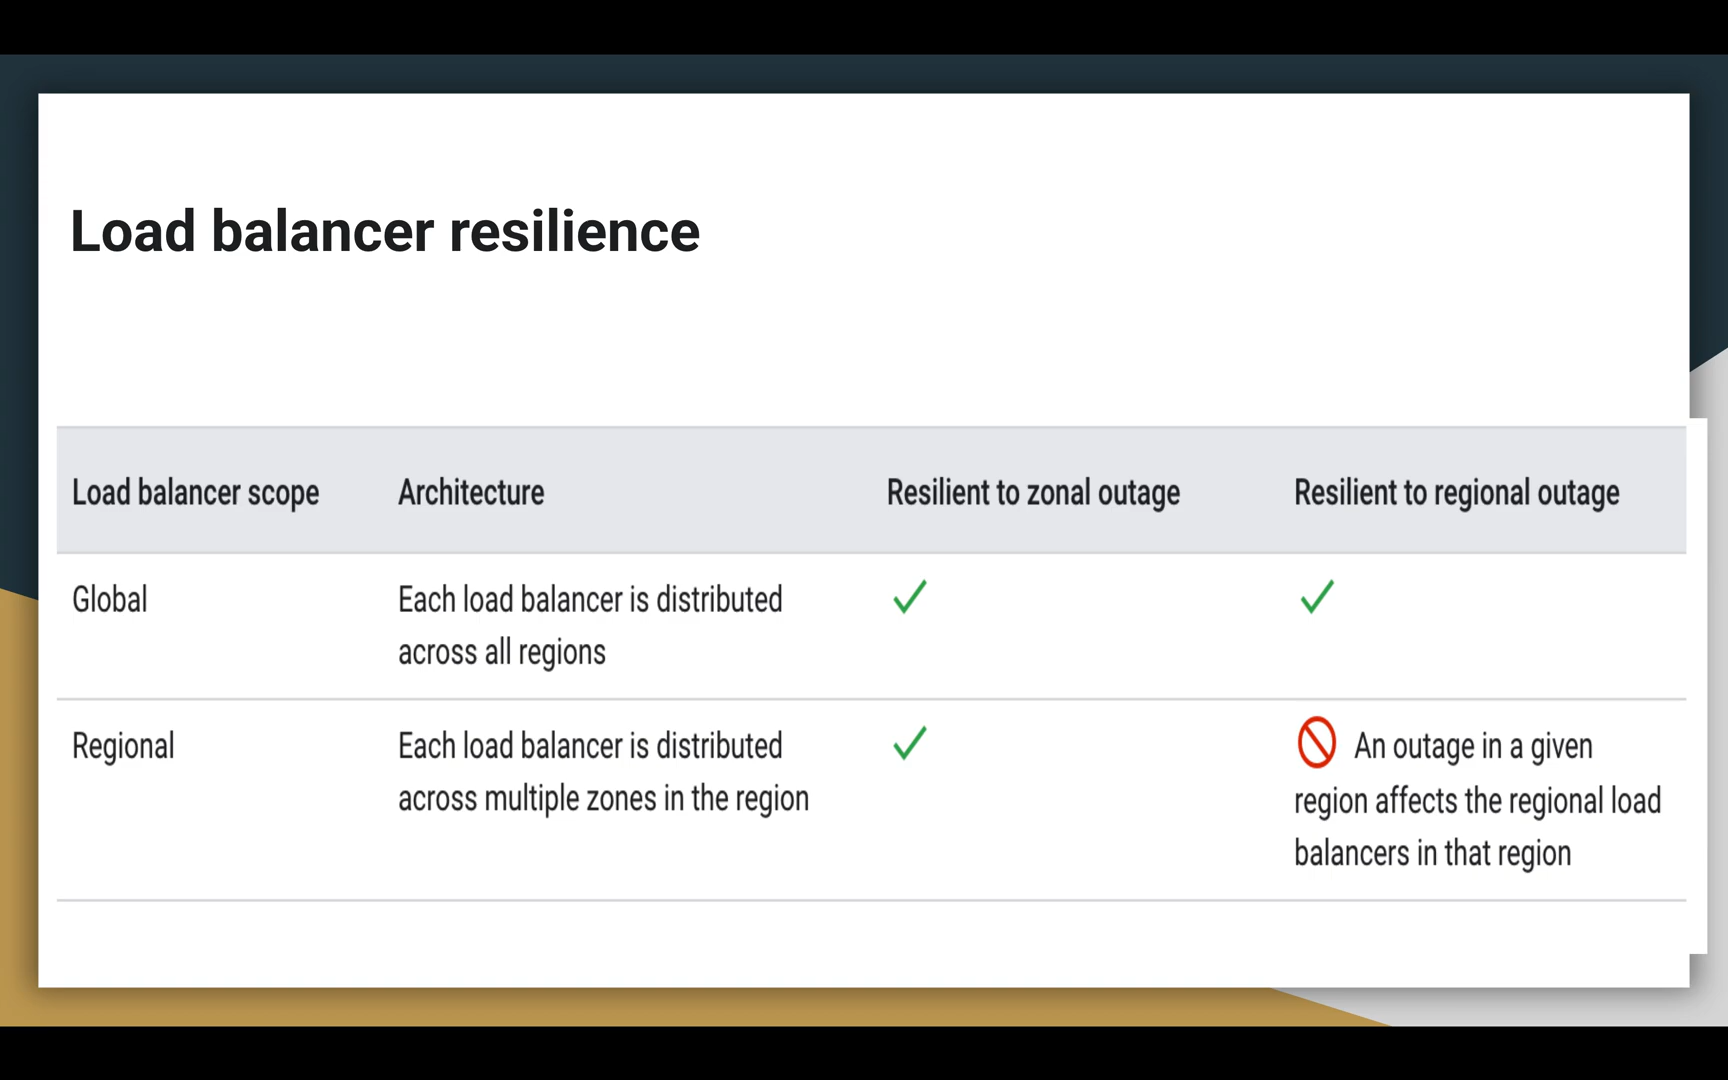 Load balancer resilience
Load balancer scope
Architecture
Resilient to zonal outage
Resilient to regional outage
Global
Each load balancer is distributed
across all regions
Regional
Each load balancer is distributed
across multiple zones in the region
An outage in a given
region affects the regional load
balancers in that region